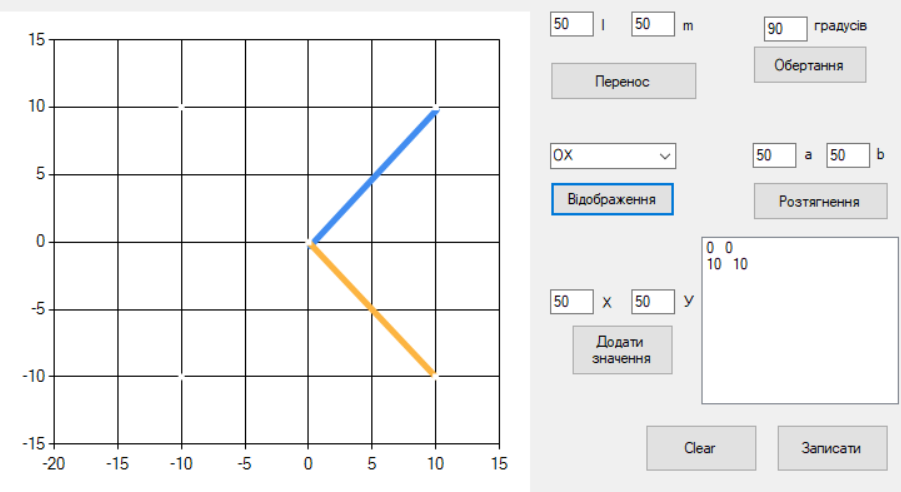 15
10
5
0
-5
-10
-15
-20 -15 -10 -5 0 5 10 15
50 l 50 m
Перенос
90 градусів
Обертання
OX
Відображення
50 a 50 b
Розтягнення
50 X 50 У
Додати
значення
0 0
10 10
Clear
Записати